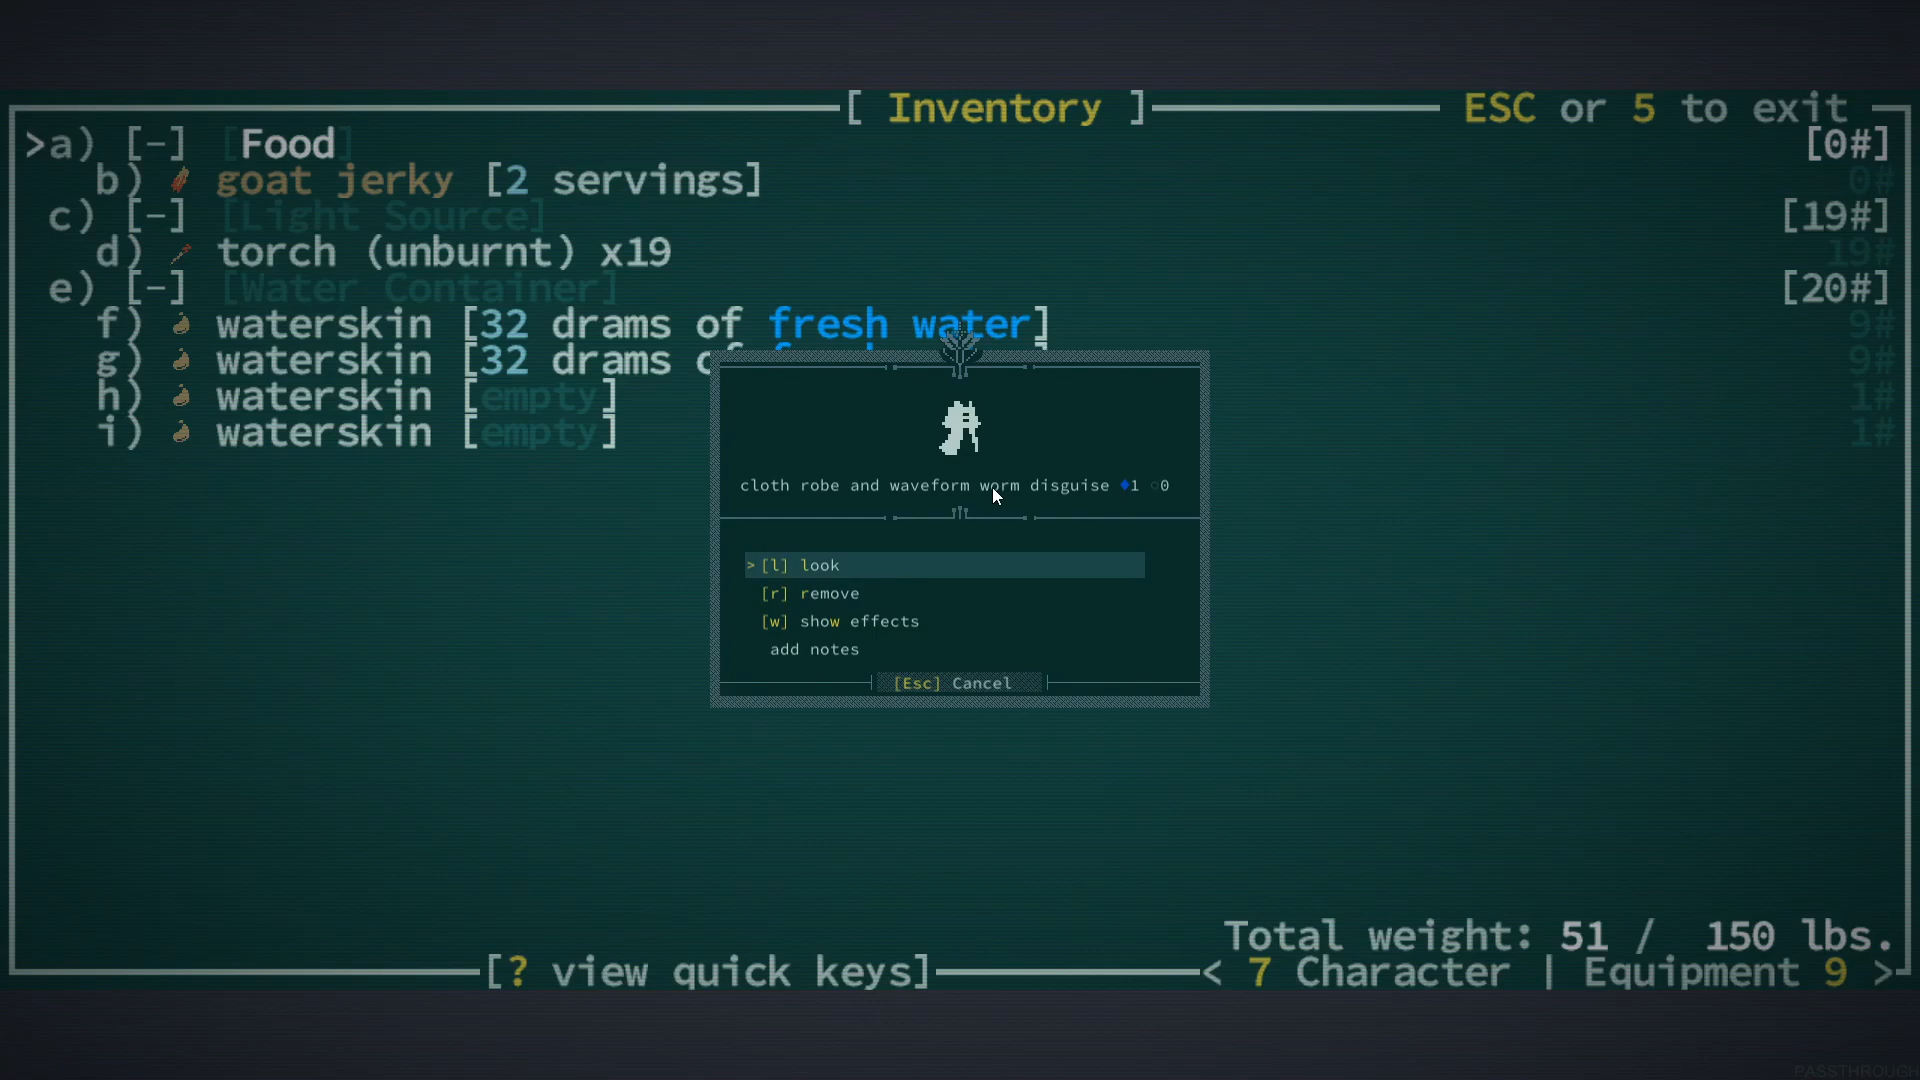 [ Inventory ] ESC or 5 to exit
>a) [-] [Food] [0#]
b) goat jerky [2 servings] 0#
c) [-] [Light Source] [19#]
d) torch (unburnt) x19 19#
e) [-] [Water Container] [20#]
f) waterskin [32 drams of fresh water] 9#
g) waterskin [32 drams 9#
h) waterskin [empty] 1#
i) waterskin [empty] 1#
cloth robe and waveform worm disguise ♦1 ○0
> [l] look
[r] remove
[w] show effects
add notes
[Esc] Cancel
Total weight: 51 / 150 lbs.
[? view quick keys] < 7 Character | Equipment 9 >
PASSTHROUGH